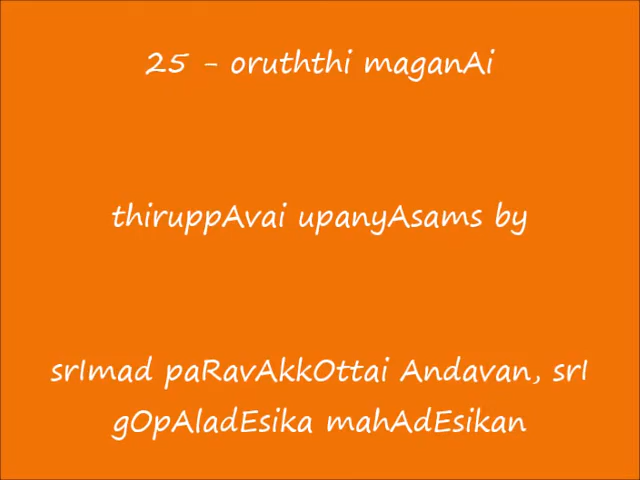 25 - oruththi maganAi
thiruppAvai upanyAsams by
srImad paRavAkkOttai Andavan, srI
gOpAladEsika mahAdEsikan